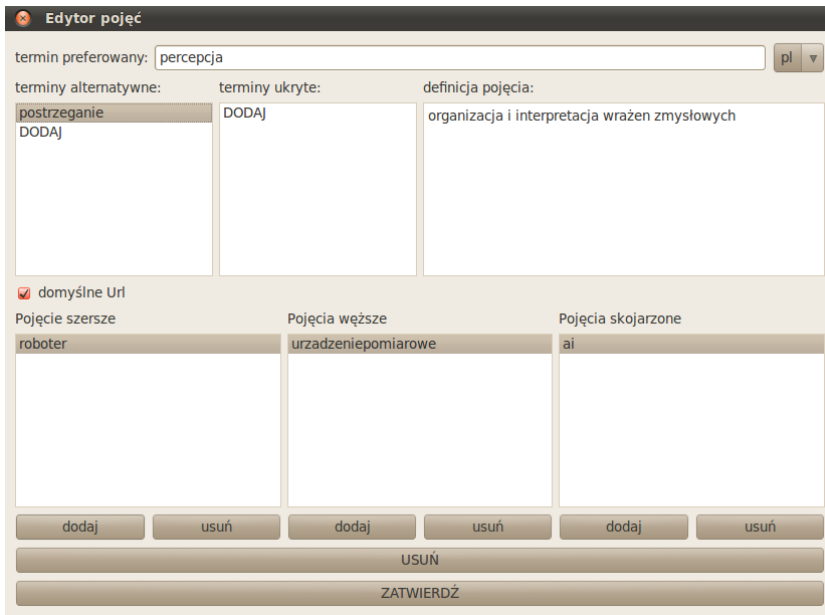 Edytor pojęć
termin preferowany: percepcja pl
terminy alternatywne: terminy ukryte: definicja pojęcia:
postrzeganie DODAJ organizacja i interpretacja wrażen zmysłowych
DODAJ
domyślne Url
Pojęcie szersze Pojęcia węższe Pojęcia skojarzone
roboter urzadzeniepomiarowe ai
dodaj usuń dodaj usuń dodaj usuń
USUŃ
ZATWIERDŹ